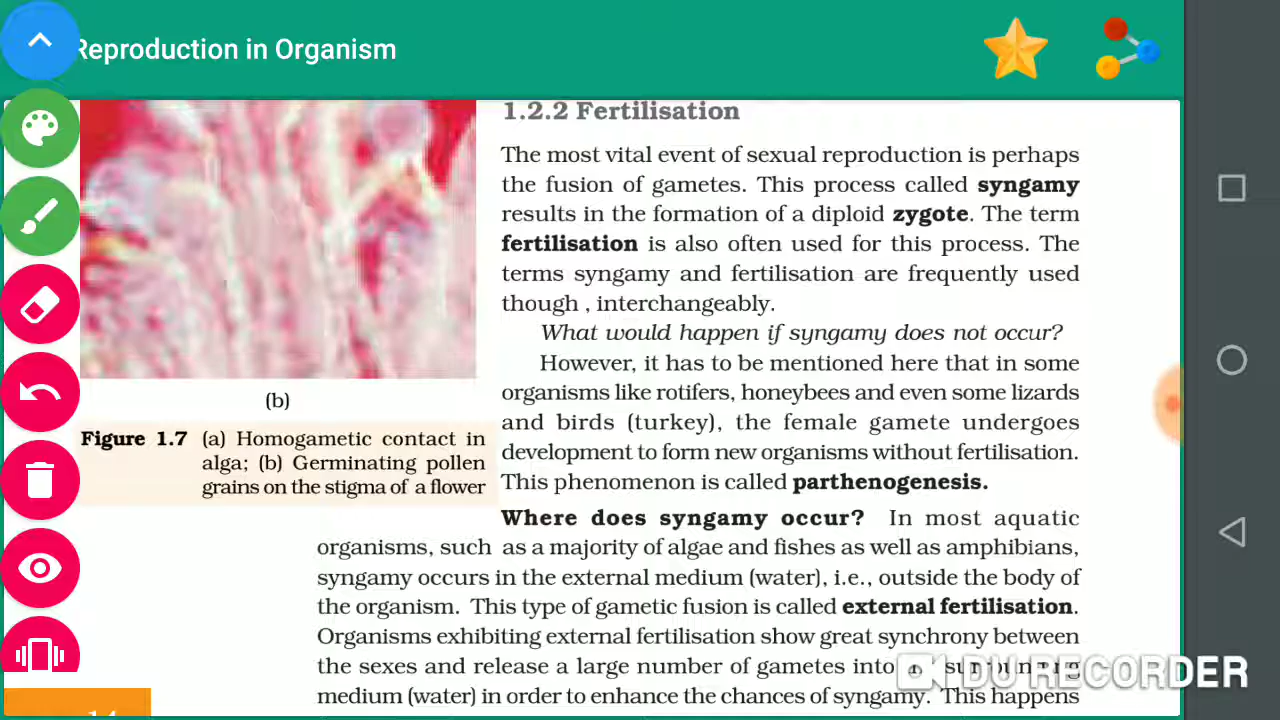 Reproduction in Organism
1.2.2 Fertilisation
The most vital event of sexual reproduction is perhaps
the fusion of gametes. This process called syngamy
results in the formation of a diploid zygote. The term
fertilisation is also often used for this process. The
terms syngamy and fertilisation are frequently used
though , interchangeably.
What would happen if syngamy does not occur?
However, it has to be mentioned here that in some
organisms like rotifers, honeybees and even some lizards
and birds (turkey), the female gamete undergoes
development to form new organisms without fertilisation.
This phenomenon is called parthenogenesis.
(b)
Figure 1.7 (a) Homogametic contact in
alga; (b) Germinating pollen
grains on the stigma of a flower
Where does syngamy occur? In most aquatic
organisms, such as a majority of algae and fishes as well as amphibians,
syngamy occurs in the external medium (water), i.e., outside the body of
the organism. This type of gametic fusion is called external fertilisation.
Organisms exhibiting external fertilisation show great synchrony between
the sexes and release a large number of gametes into surrounding
medium (water) in order to enhance the chances of syngamy. This happens
DU RECORDER
14